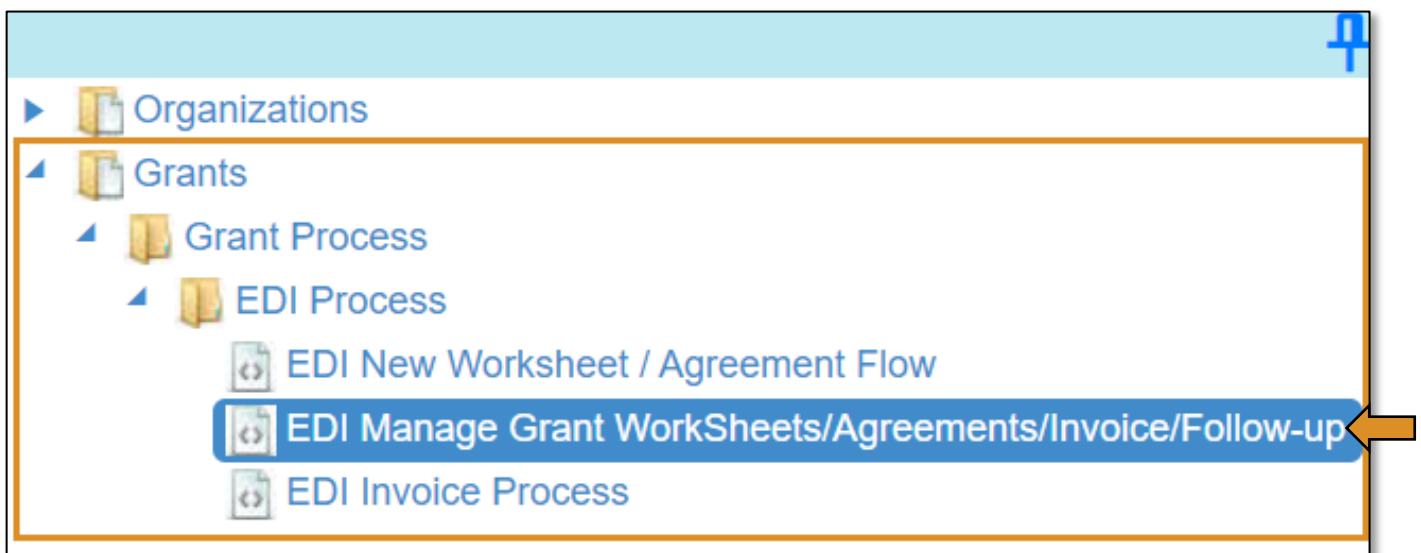 Organizations
Grants
Grant Process
EDI Process
EDI New Worksheet / Agreement Flow
EDI Manage Grant WorkSheets/Agreements/Invoice/Follow-up
EDI Invoice Process